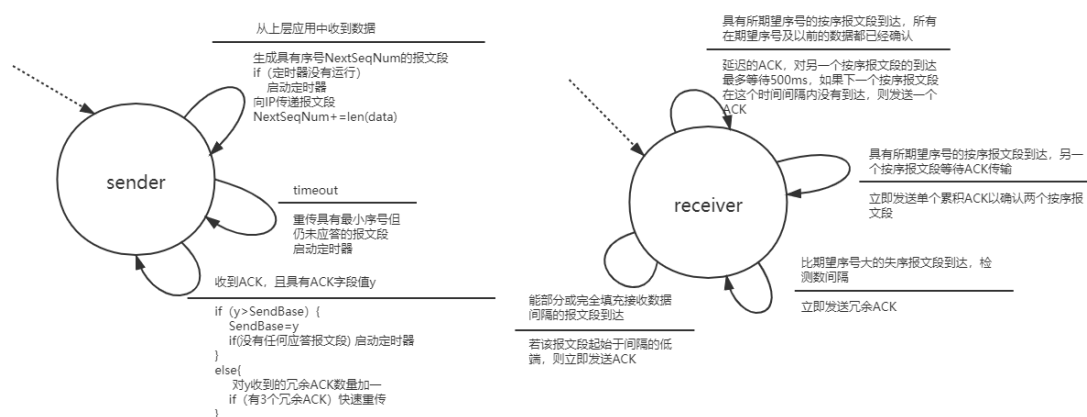 从上层应用中收到数据
生成具有序号NextSeqNum的报文段
if（定时器没有运行）
启动定时器
向IP传递报文段
NextSeqNum+=len(data)
sender
timeout
重传具有最小序号但
仍未应答的报文段
启动定时器
收到ACK，且具有ACK字段值y
if（y>SendBase）{
SendBase=y
if(没有任何应答报文段) 启动定时器
}
else{
对y收到的冗余ACK数量加一
if（有3个冗余ACK）快速重传
}
具有所期望序号的按序报文段到达，所有
在期望序号及以前的数据都已经确认
延迟的ACK，对另一个按序报文段的到达
最多等待500ms，如果下一个按序报文段
在这个时间间隔内没有到达，则发送一个
ACK
receiver
具有所期望序号的按序报文段到达，另一
个按序报文段等待ACK传输
立即发送单个累积ACK以确认两个按序报
文段
比期望序号大的失序报文段到达，检
测数间隔
立即发送冗余ACK
能部分或完全填充接收数据
间隔的报文段到达
若该报文段起始于间隔的低
端，则立即发送ACK